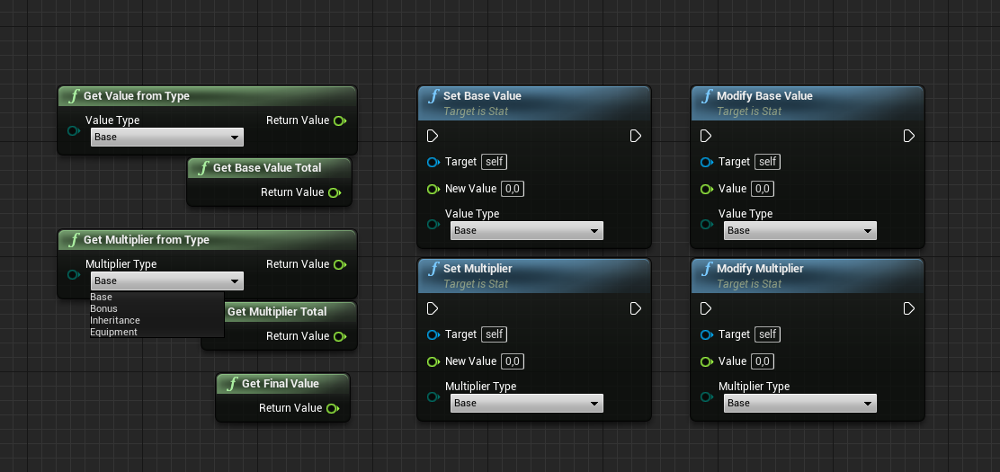 Get Value from Type
Value Type
Return Value
Base
Get Base Value Total
Return Value
Get Multiplier from Type
Multiplier Type
Return Value
Base
Base
Bonus
Inheritance
Equipment
Get Multiplier Total
Return Value
Get Final Value
Return Value
Set Base Value
Target is Stat
Target self
New Value 0,0
Value Type
Base
Modify Base Value
Target is Stat
Target self
Value 0,0
Value Type
Base
Set Multiplier
Target is Stat
Target self
New Value 0,0
Multiplier Type
Base
Modify Multiplier
Target is Stat
Target self
Value 0,0
Multiplier Type
Base